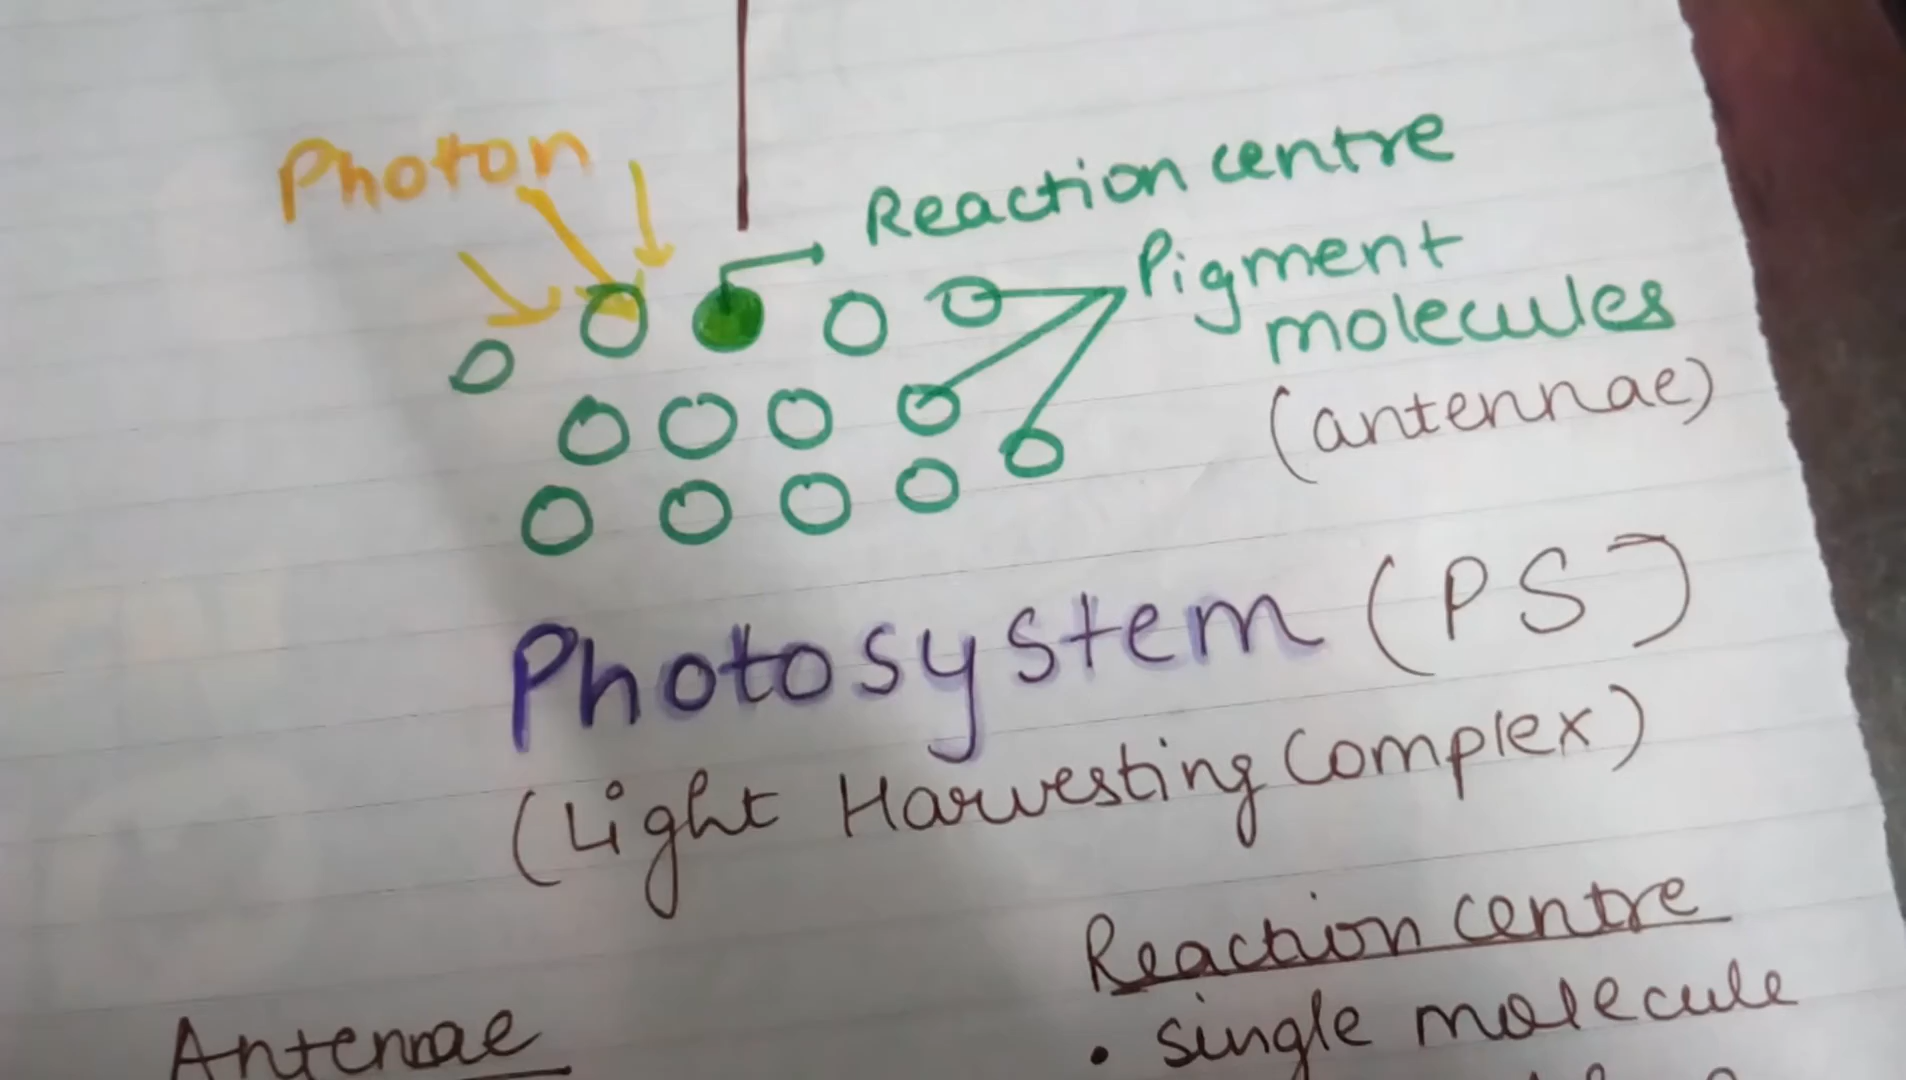 Photon
Reaction centre
Pigment
molecules
(antennae)
Photosystem (PS)
(Light Harvesting Complex)
Reaction centre
• single molecule
Antennae